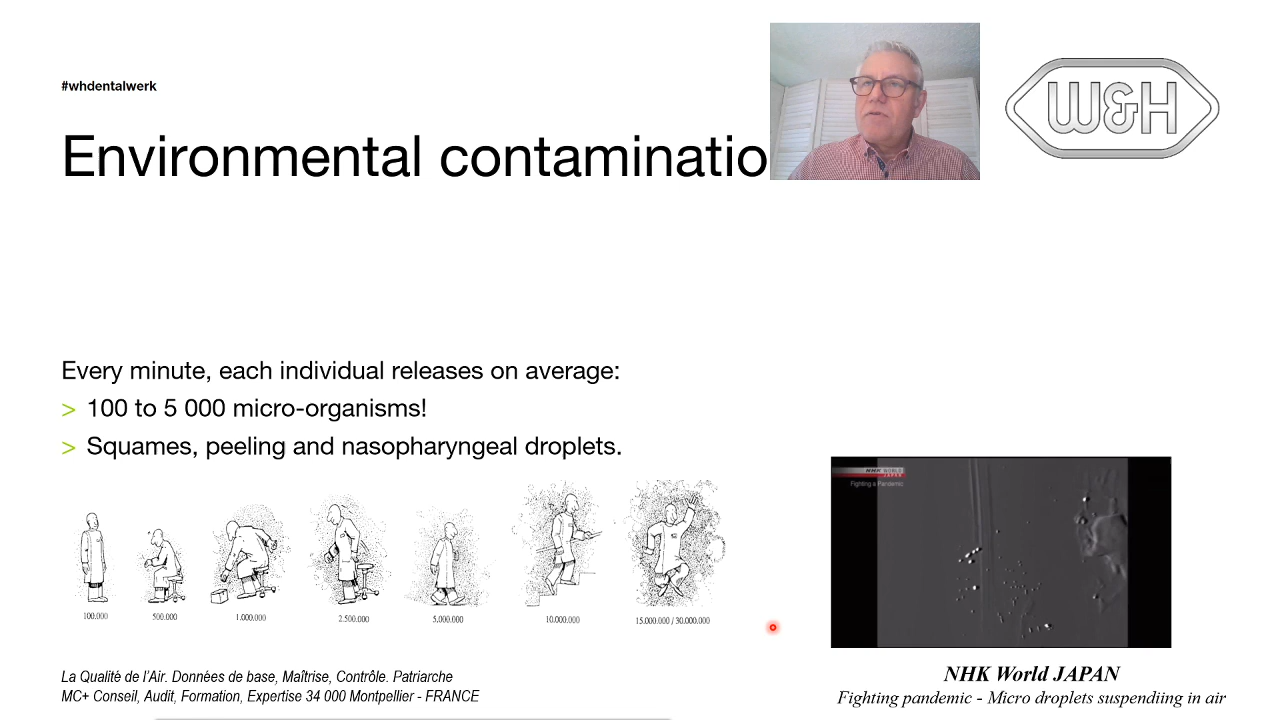 #whdentalwerk
W&H
Environmental contaminatio
Every minute, each individual releases on average:
> 100 to 5 000 micro-organisms!
> Squames, peeling and nasopharyngeal droplets.
NHK WORLD
JAPAN
Fighting a Pandemic
100.000 500.000 1.000.000 2.500.000 5.000.000 10.000.000 15.000.000 / 30.000.000
La Qualité de l'Air. Données de base, Maîtrise, Contrôle. Patriarche
MC+ Conseil, Audit, Formation, Expertise 34 000 Montpellier - FRANCE
NHK World JAPAN
Fighting pandemic - Micro droplets suspendiing in air